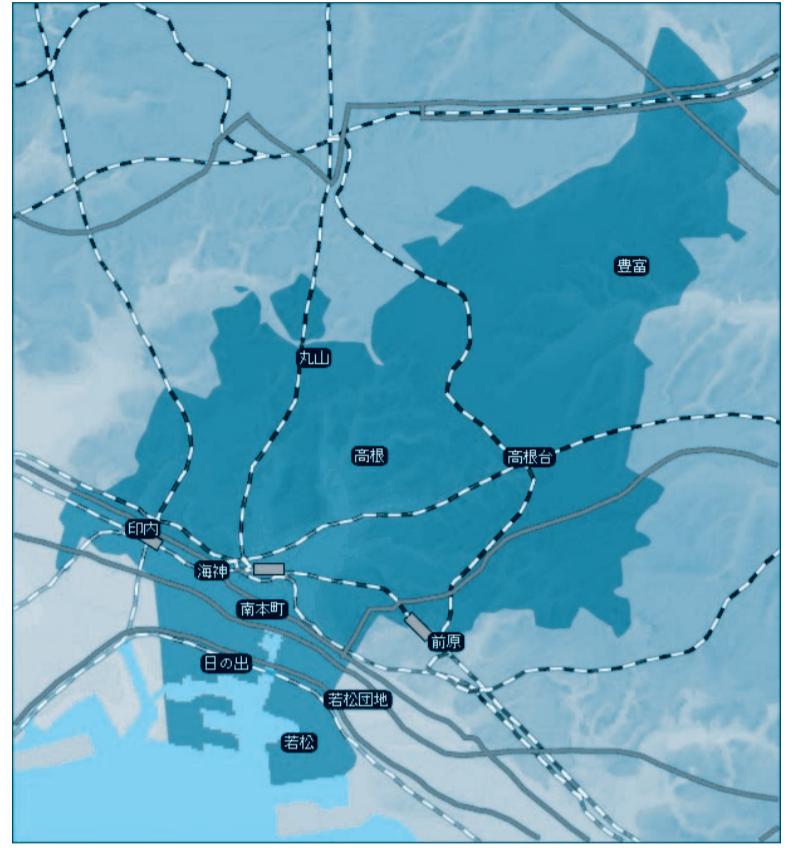 豊富
丸山
高根
高根台
印内
海神
南本町
前原
日の出
若松団地
若松